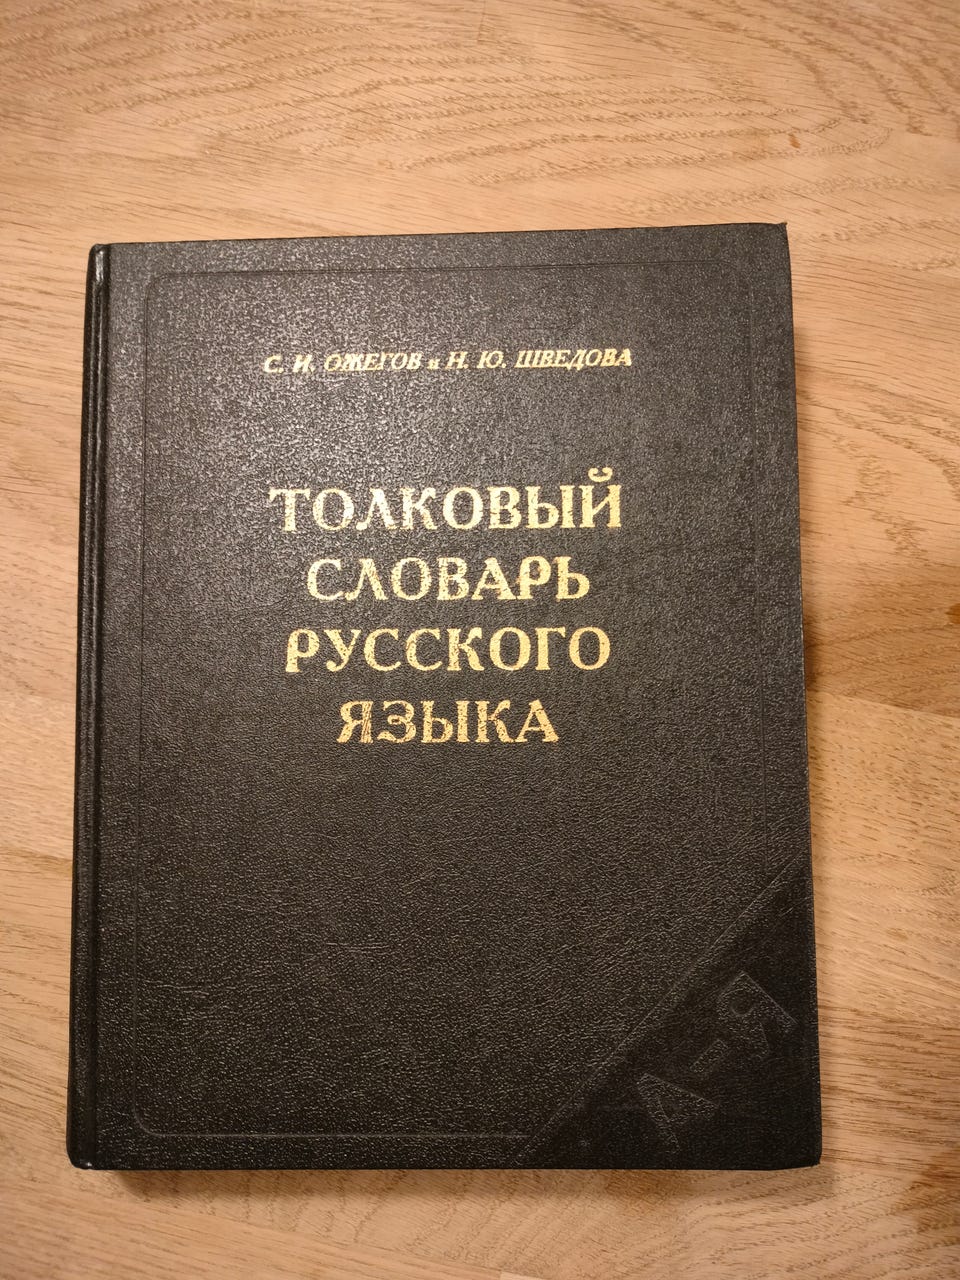 С. И. ОЖЕГОВ и Н. Ю. ШВЕДОВА
ТОЛКОВЫЙ
СЛОВАРЬ
РУССКОГО
ЯЗЫКА
А-Я